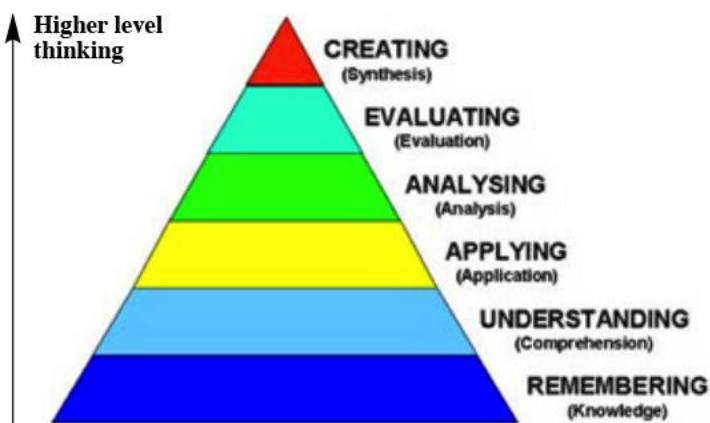 Higher level
thinking
CREATING
(Synthesis)
EVALUATING
(Evaluation)
ANALYSING
(Analysis)
APPLYING
(Application)
UNDERSTANDING
(Comprehension)
REMEMBERING
(Knowledge)